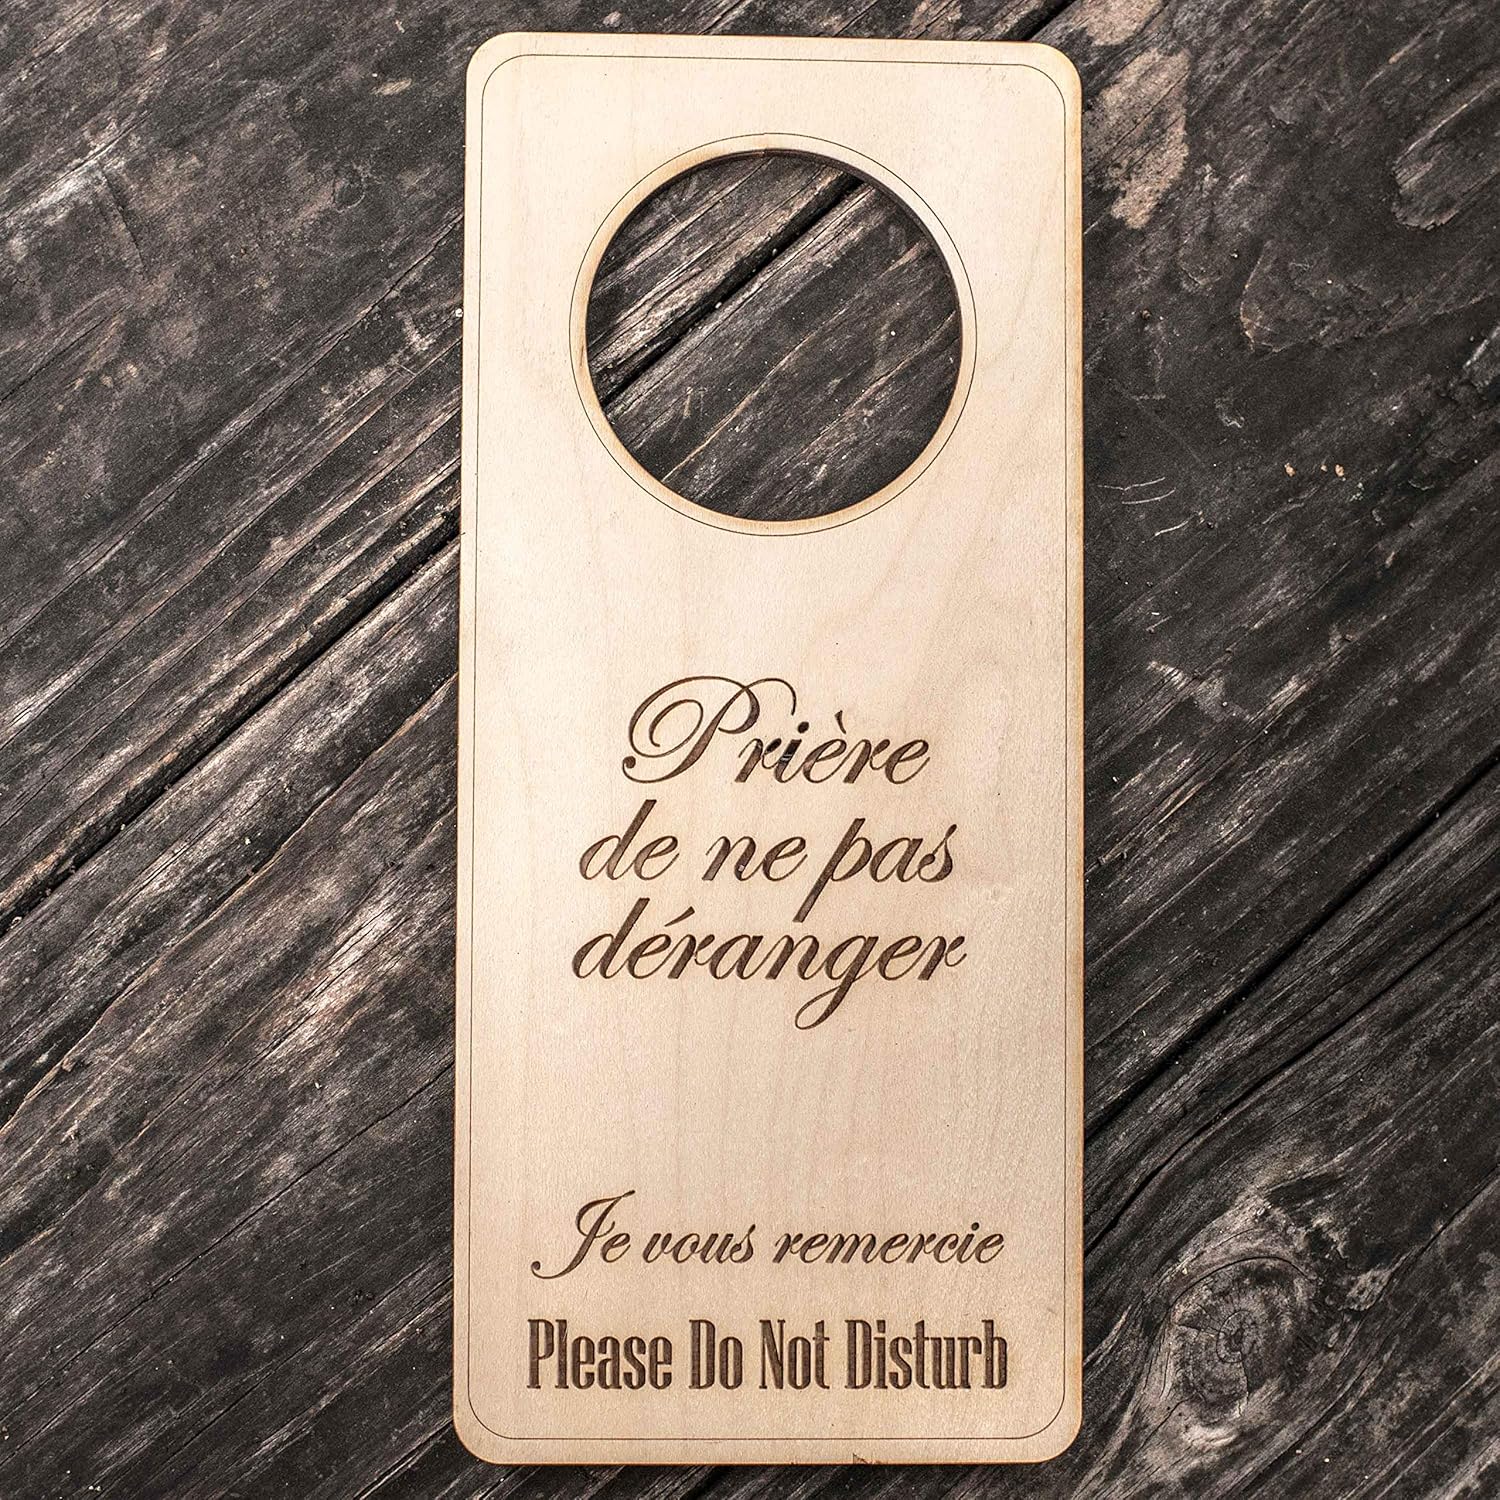 Prière
de ne pas
déranger
Je vous remercie
Please Do Not Disturb